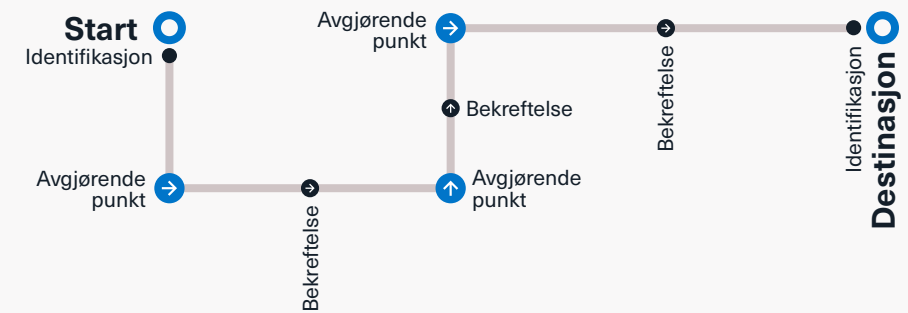 Start
Identifikasjon
Avgjørende
punkt
Bekreftelse
Avgjørende
punkt
Bekreftelse
Avgjørende
punkt
Bekreftelse
Identifikasjon
Destinasjon